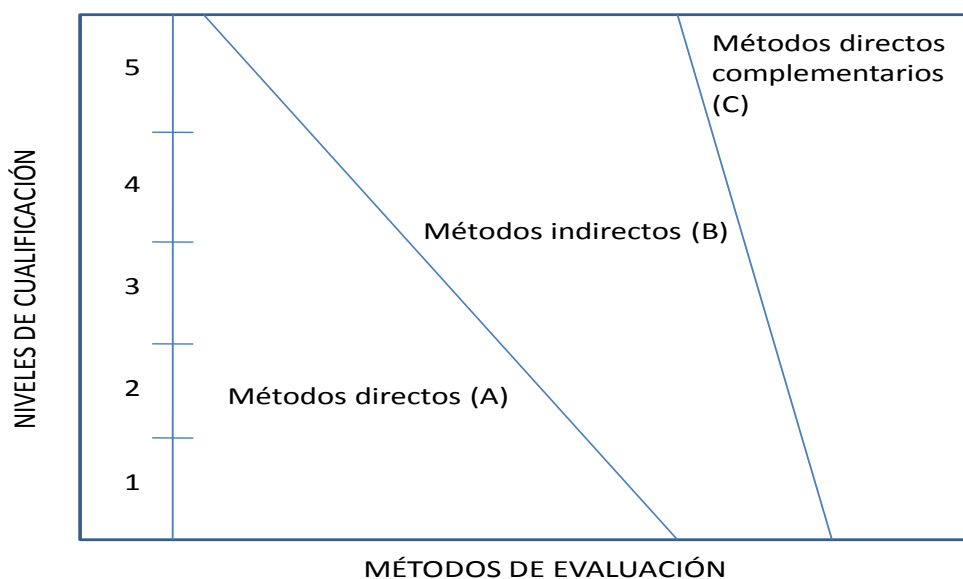 NIVELES DE CUALIFICACIÓN
5
4
3
2
1
Métodos directos
complementarios
(C)
Métodos indirectos (B)
Métodos directos (A)
MÉTODOS DE EVALUACIÓN